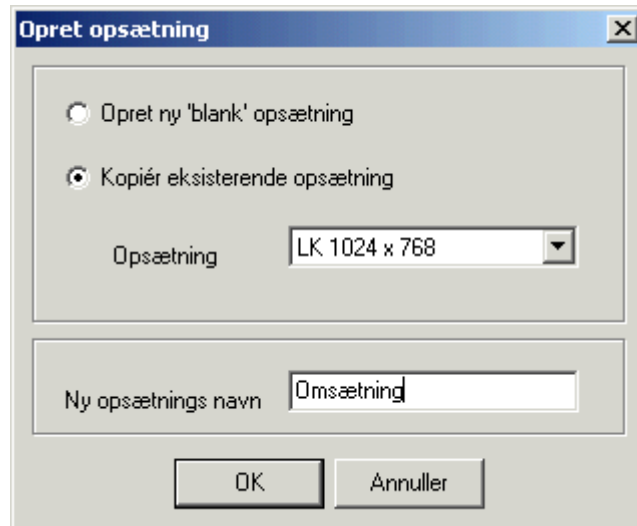 Opret opsætning
Opret ny 'blank' opsætning
Kopiér eksisterende opsætning
Opsætning LK 1024 x 768
Ny opsætnings navn Omsætning
OK Annuller